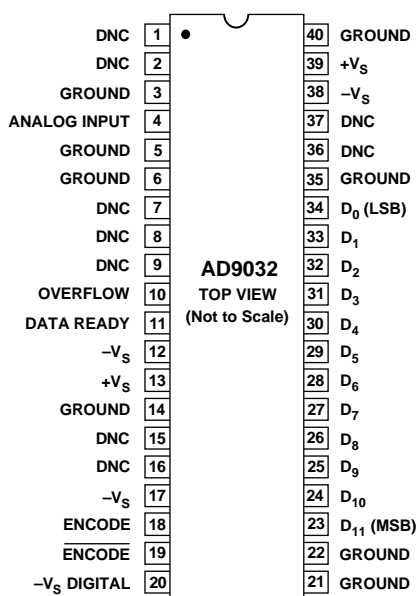 DNC 1 40 GROUND
DNC 2 39 +VS
GROUND 3 38 –VS
ANALOG INPUT 4 37 DNC
GROUND 5 36 DNC
GROUND 6 35 GROUND
DNC 7 34 D0 (LSB)
DNC 8 33 D1
DNC 9 AD9032 32 D2
OVERFLOW 10 TOP VIEW 31 D3
DATA READY 11 (Not to Scale) 30 D4
–VS 12 29 D5
+VS 13 28 D6
GROUND 14 27 D7
DNC 15 26 D8
DNC 16 25 D9
–VS 17 24 D10
ENCODE 18 23 D11 (MSB)
ENCODE 19 22 GROUND
–VS DIGITAL 20 21 GROUND